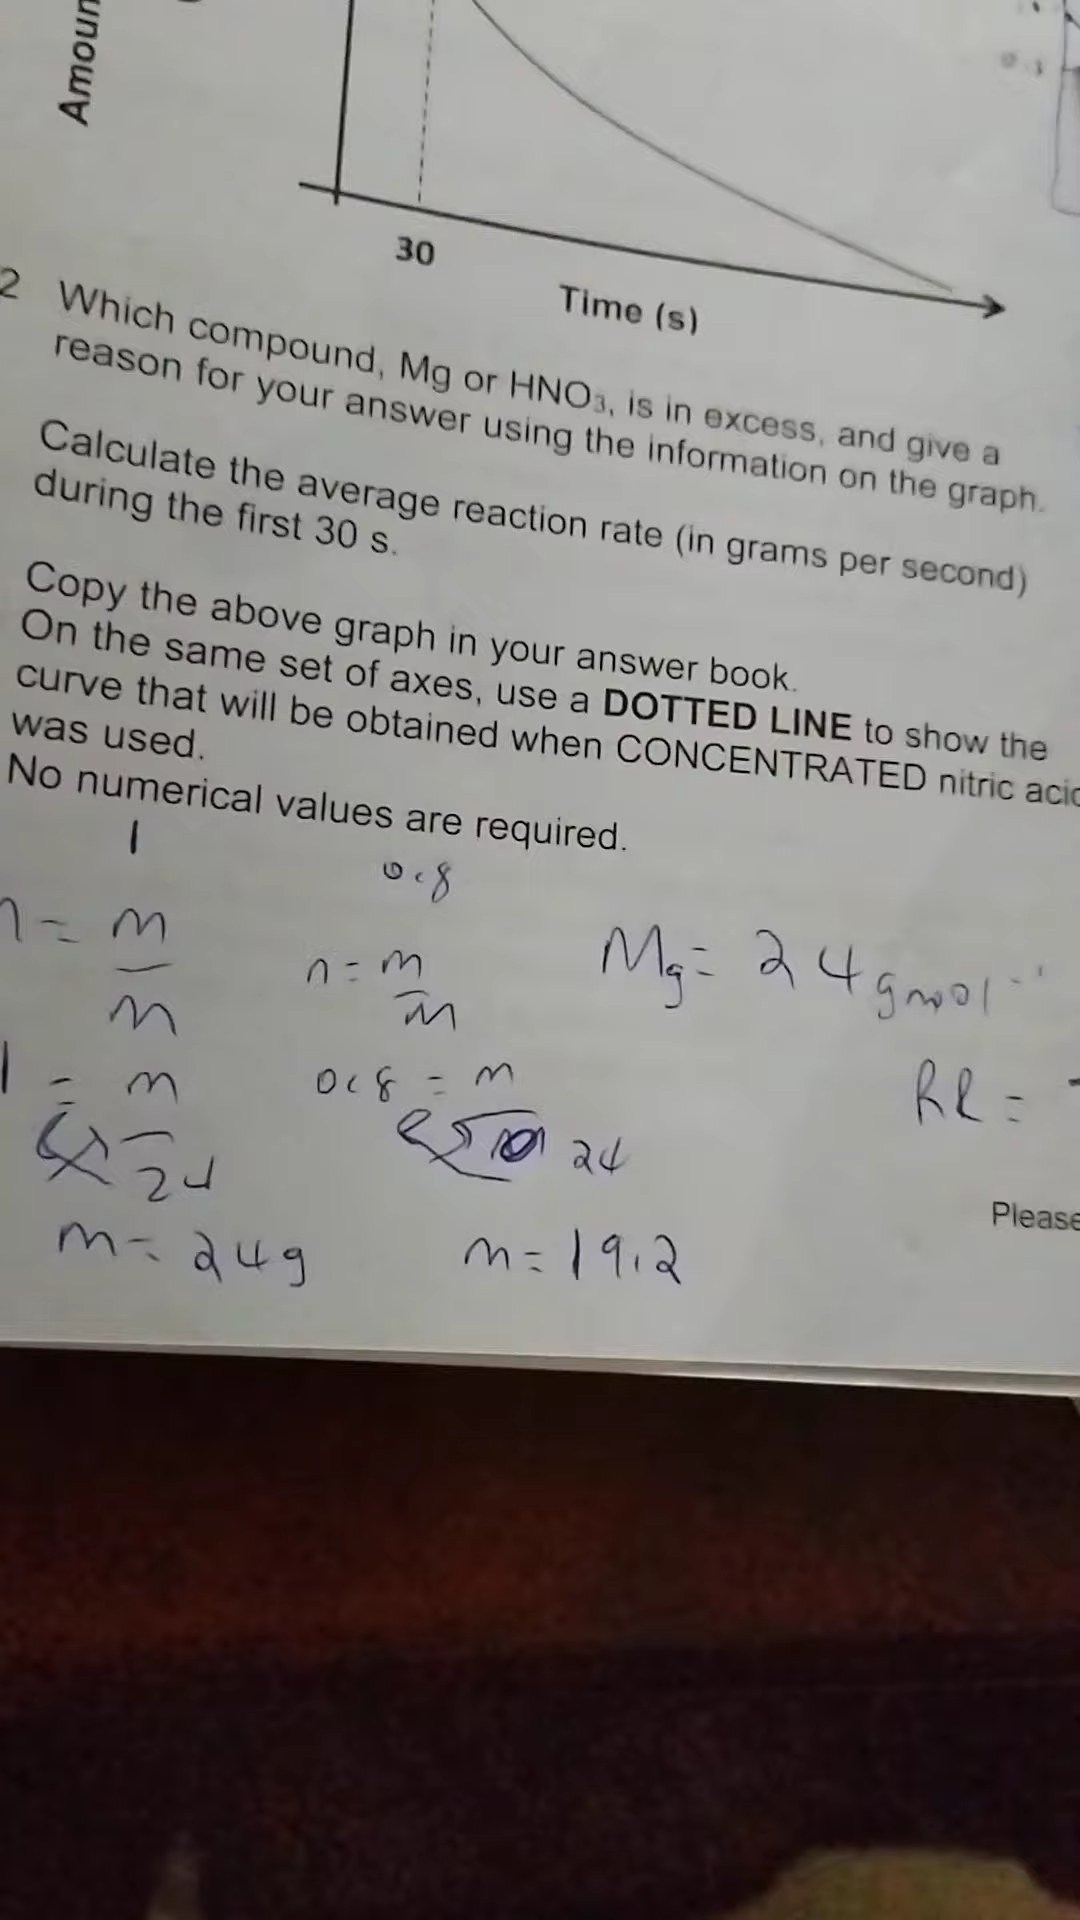 Amoun
30
Time (s)
2 Which compound, Mg or HNO₃, is in excess, and give a
reason for your answer using the information on the graph.
Calculate the average reaction rate (in grams per second)
during the first 30 s.
Copy the above graph in your answer book.
On the same set of axes, use a DOTTED LINE to show the
curve that will be obtained when CONCENTRATED nitric acid
was used.
No numerical values are required.
1
0.8
n = m
m
n = m
m
Mg = 24 gmol⁻¹
1 = m
24
0.8 = m
24
RR =
Please
m = 24g
m = 19,2